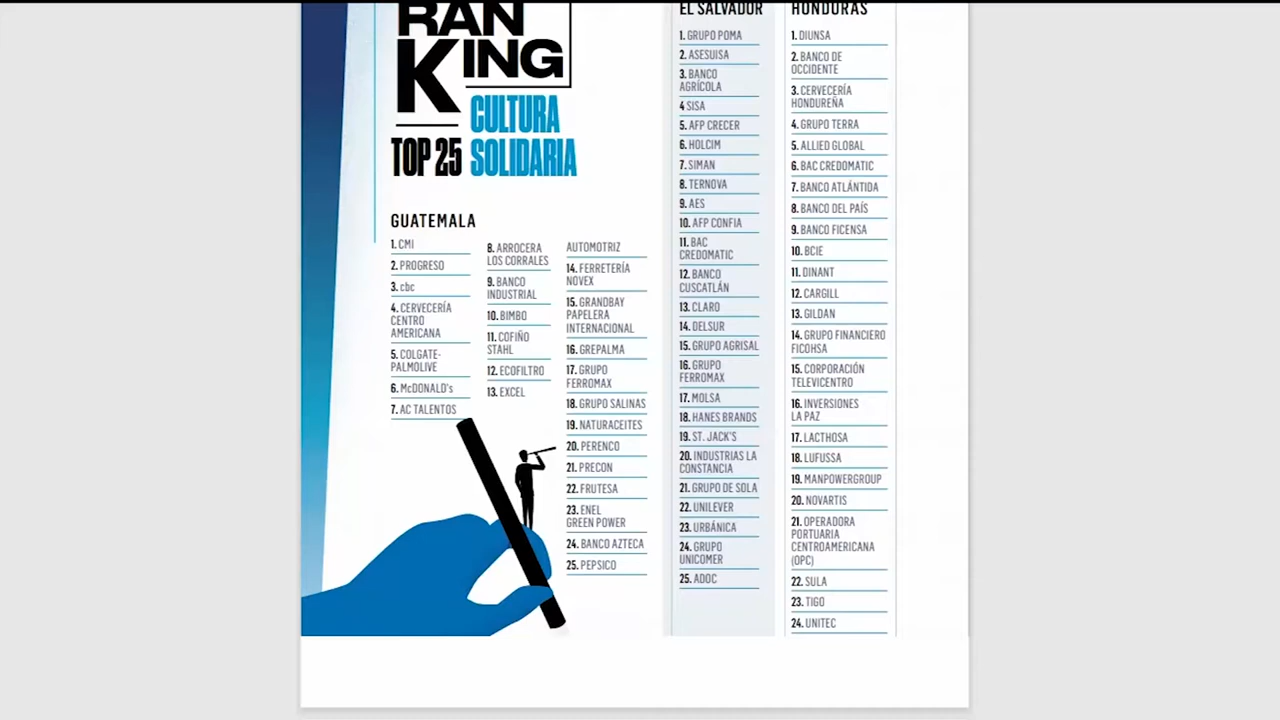 RAN
KING
TOP 25 CULTURA
SOLIDARIA
GUATEMALA
1. CMI
2. PROGRESO
3. cbc
4. CERVECERÍA
CENTRO
AMERICANA
5. COLGATE-
PALMOLIVE
6. McDONALD's
7. AC TALENTOS
8. ARROCERA
LOS CORRALES
9. BANCO
INDUSTRIAL
10. BIMBO
11. COFIÑO
STAHL
12. ECOFILTRO
13. EXCEL
AUTOMOTRIZ
14. FERRETERÍA
NOVEX
15. GRANDBAY
PAPELERA
INTERNACIONAL
16. GREPALMA
17. GRUPO
FERROMAX
18. GRUPO SALINAS
19. NATURACEITES
20. PERENCO
21. PRECON
22. FRUTESA
23. ENEL
GREEN POWER
24. BANCO AZTECA
25. PEPSICO
EL SALVADOR
1. GRUPO POMA
2. ASESUISA
3. BANCO
AGRÍCOLA
4 SISA
5. AFP CRECER
6. HOLCIM
7. SIMAN
8. TERNOVA
9. AES
10. AFP CONFIA
11. BAC
CREDOMATIC
12. BANCO
CUSCATLÁN
13. CLARO
14. DELSUR
15. GRUPO AGRISAL
16. GRUPO
FERROMAX
17. MOLSA
18. HANES BRANDS
19. ST. JACK'S
20. INDUSTRIAS LA
CONSTANCIA
21. GRUPO DE SOLA
22. UNILEVER
23. URBÁNICA
24. GRUPO
UNICOMER
25. ADOC
HONDURAS
1. DIUNSA
2. BANCO DE
OCCIDENTE
3. CERVECERÍA
HONDUREÑA
4. GRUPO TERRA
5. ALLIED GLOBAL
6. BAC CREDOMATIC
7. BANCO ATLÁNTIDA
8. BANCO DEL PAÍS
9. BANCO FICENSA
10. BCIE
11. DINANT
12. CARGILL
13. GILDAN
14. GRUPO FINANCIERO
FICOHSA
15. CORPORACIÓN
TELEVICENTRO
16. INVERSIONES
LA PAZ
17. LACTHOSA
18. LUFUSSA
19. MANPOWERGROUP
20. NOVARTIS
21. OPERADORA
PORTUARIA
CENTROAMERICANA
(OPC)
22. SULA
23. TIGO
24. UNITEC